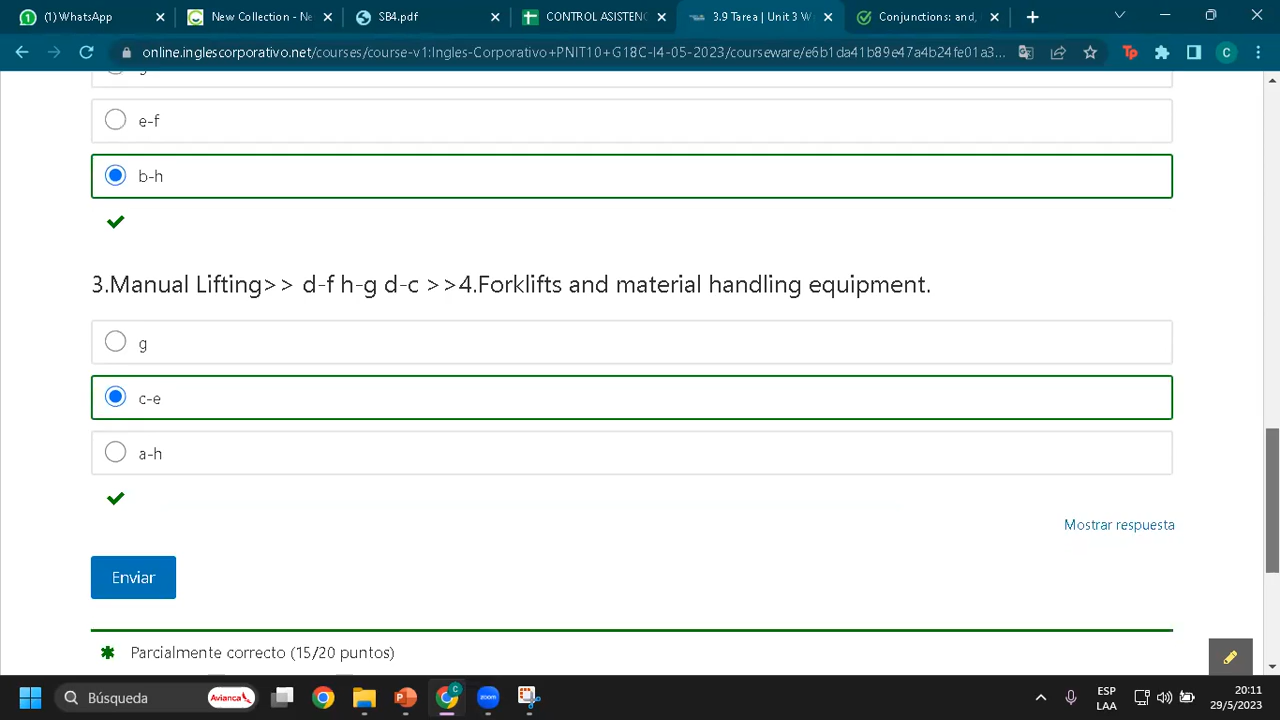 (1) WhatsApp
New Collection - Ne
SB4.pdf
CONTROL ASISTENC
3.9 Tarea | Unit 3 W
Conjunctions: and,
online.inglescorporativo.net/courses/course-v1:Ingles-Corporativo+PNIT10+G18C-I4-05-2023/courseware/e6b1da41b89e47a4b24fe01a3...
Tp
C
e-f
b-h
3.Manual Lifting>> d-f h-g d-c >>4.Forklifts and material handling equipment.
g
c-e
a-h
Mostrar respuesta
Enviar
Parcialmente correcto (15/20 puntos)
Búsqueda
Avianca
C
zoom
ESP
LAA
20:11
29/5/2023